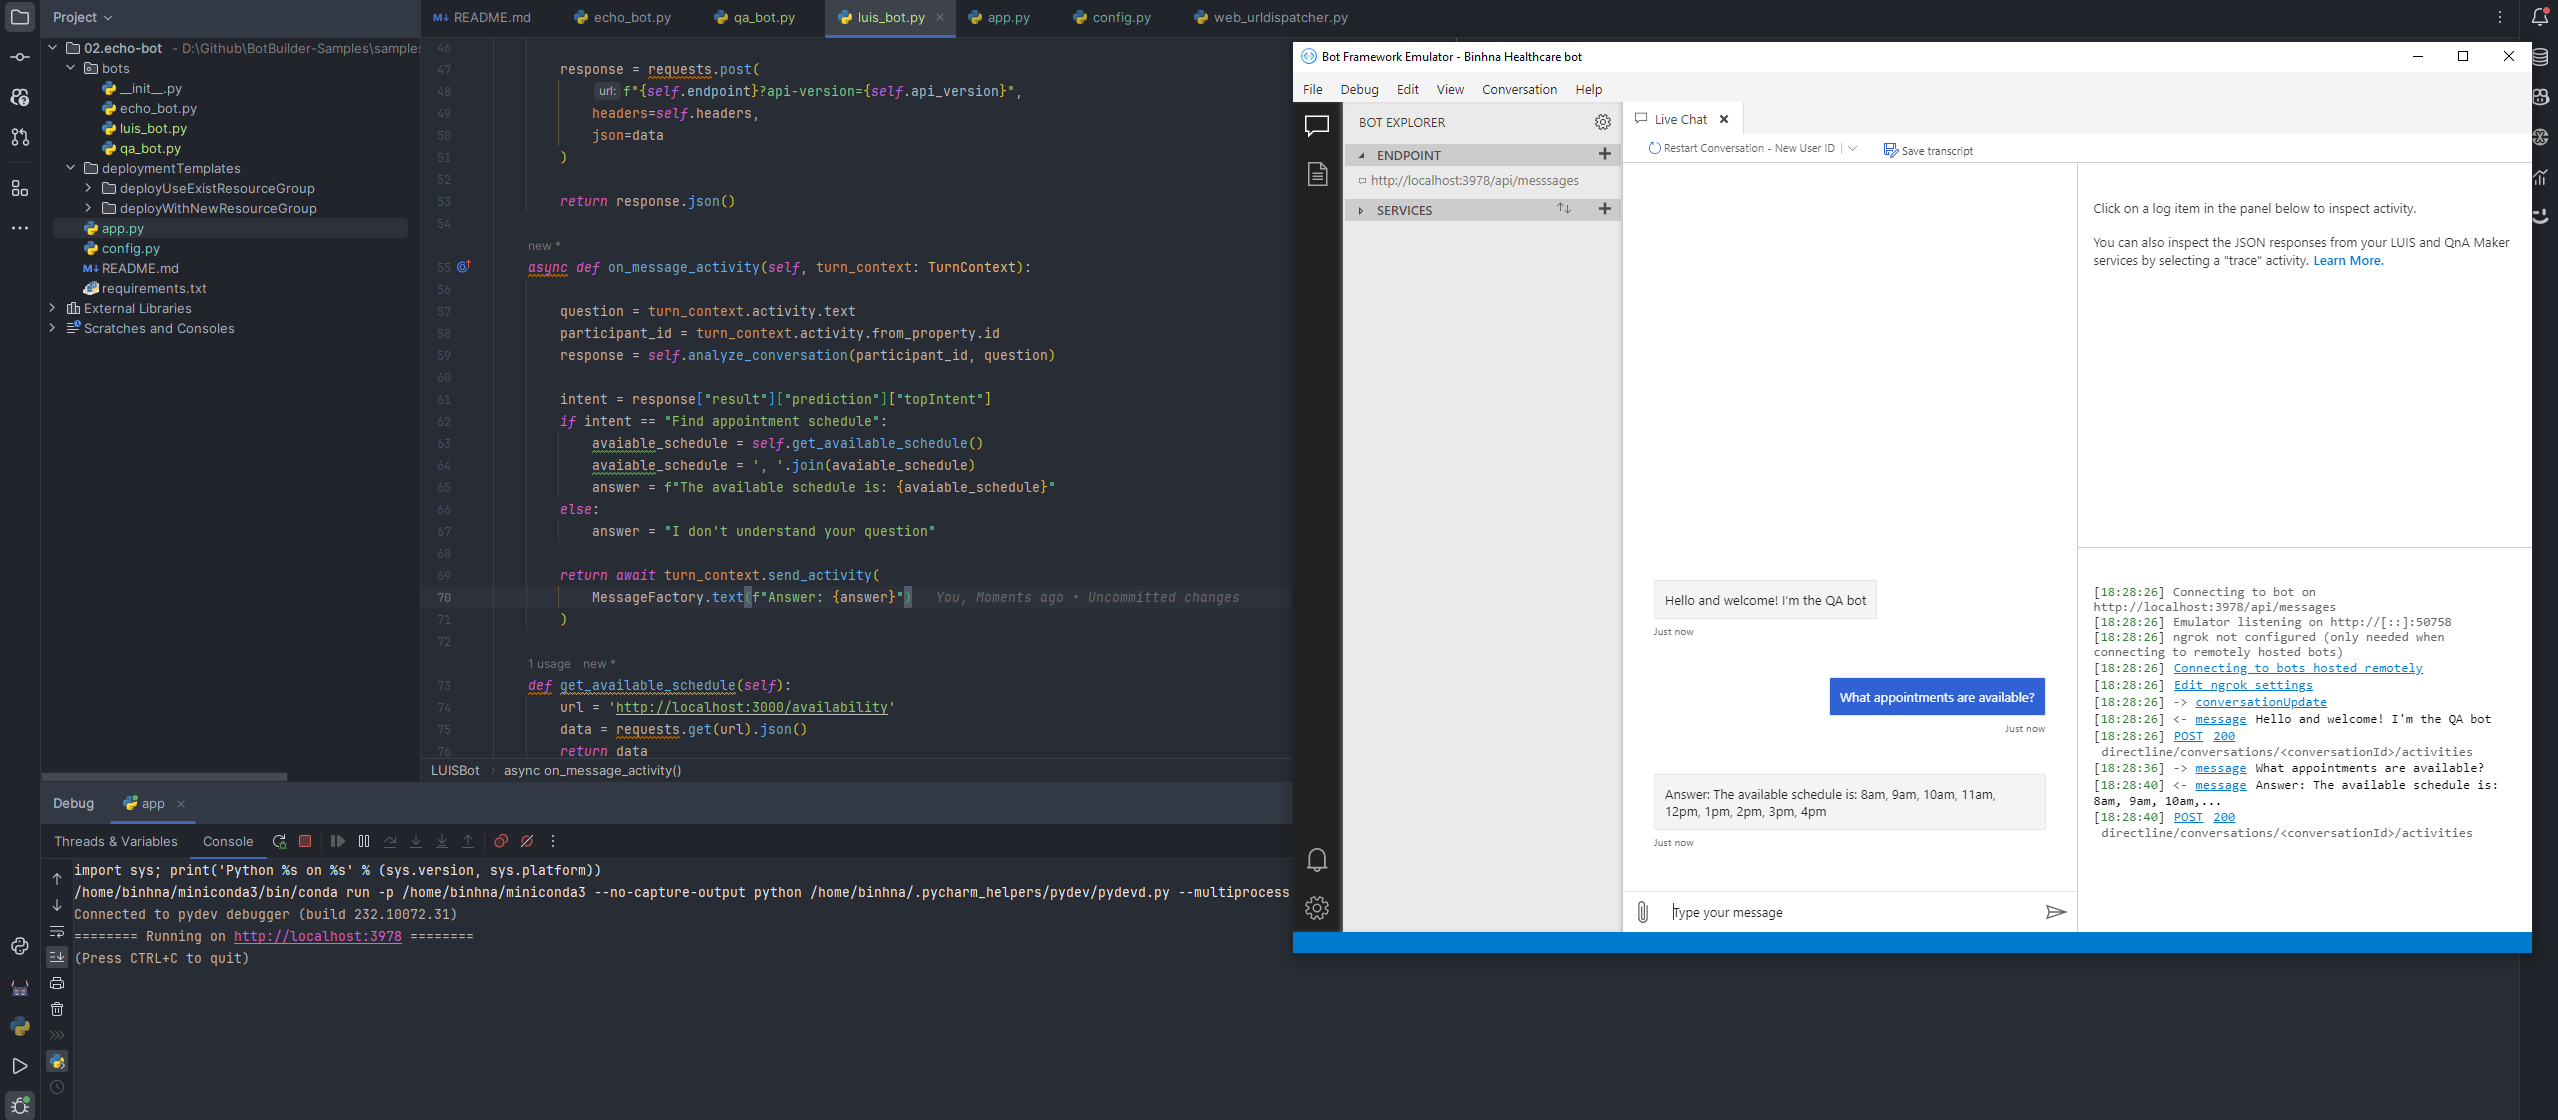 Project
02.echo-bot - D:\Github\BotBuilder-Samples\samples
bots
__init__.py
echo_bot.py
luis_bot.py
qa_bot.py
deploymentTemplates
deployUseExistResourceGroup
deployWithNewResourceGroup
app.py
config.py
M↓ README.md
requirements.txt
External Libraries
Scratches and Consoles
M↓ README.md
echo_bot.py
qa_bot.py
luis_bot.py
app.py
config.py
web_urldispatcher.py
46
47 response = requests.post(
48 url: f"{self.endpoint}?api-version={self.api_version}",
49 headers=self.headers,
50 json=data
51 )
52
53 return response.json()
54
new *
55 async def on_message_activity(self, turn_context: TurnContext):
56
57 question = turn_context.activity.text
58 participant_id = turn_context.activity.from_property.id
59 response = self.analyze_conversation(participant_id, question)
60
61 intent = response["result"]["prediction"]["topIntent"]
62 if intent == "Find appointment schedule":
63 avaiable_schedule = self.get_available_schedule()
64 avaiable_schedule = ', '.join(avaiable_schedule)
65 answer = f"The available schedule is: {avaiable_schedule}"
66 else:
67 answer = "I don't understand your question"
68
69 return await turn_context.send_activity(
70 MessageFactory.text(f"Answer: {answer}") You, Moments ago • Uncommitted changes
71 )
72
1 usage new *
73 def get_available_schedule(self):
74 url = 'http://localhost:3000/availability'
75 data = requests.get(url).json()
76 return data
LUISBot > async on_message_activity()
Debug app
Threads & Variables Console
import sys; print('Python %s on %s' % (sys.version, sys.platform))
/home/binhna/miniconda3/bin/conda run -p /home/binhna/miniconda3 --no-capture-output python /home/binhna/.pycharm_helpers/pydev/pydevd.py --multiprocess
Connected to pydev debugger (build 232.10072.31)
======== Running on http://localhost:3978 ========
(Press CTRL+C to quit)
Bot Framework Emulator - Binhna Healthcare bot
File Debug Edit View Conversation Help
BOT EXPLORER
ENDPOINT
http://localhost:3978/api/messsages
SERVICES
Live Chat
Restart Conversation - New User ID
Save transcript
Hello and welcome! I'm the QA bot
Just now
What appointments are available?
Just now
Answer: The available schedule is: 8am, 9am, 10am, 11am,
12pm, 1pm, 2pm, 3pm, 4pm
Just now
Type your message
Click on a log item in the panel below to inspect activity.
You can also inspect the JSON responses from your LUIS and QnA Maker
services by selecting a "trace" activity. Learn More.
[18:28:26] Connecting to bot on
http://localhost:3978/api/messages
[18:28:26] Emulator listening on http://[::]:50758
[18:28:26] ngrok not configured (only needed when
connecting to remotely hosted bots)
[18:28:26] Connecting to bots hosted remotely
[18:28:26] Edit ngrok settings
[18:28:26] -> conversationUpdate
[18:28:26] <- message Hello and welcome! I'm the QA bot
[18:28:26] POST 200
directline/conversations/<conversationId>/activities
[18:28:36] -> message What appointments are available?
[18:28:40] <- message Answer: The available schedule is:
8am, 9am, 10am,...
[18:28:40] POST 200
directline/conversations/<conversationId>/activities